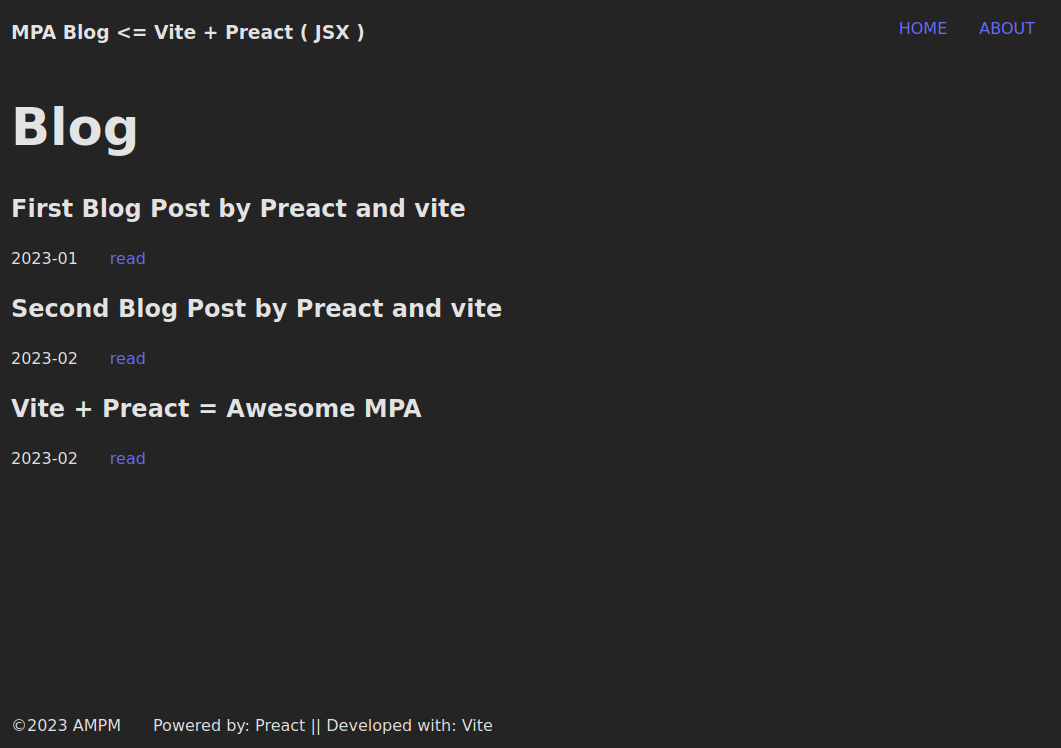 MPA Blog <= Vite + Preact ( JSX ) HOME ABOUT
Blog
First Blog Post by Preact and vite
2023-01 read
Second Blog Post by Preact and vite
2023-02 read
Vite + Preact = Awesome MPA
2023-02 read
©2023 AMPM Powered by: Preact || Developed with: Vite